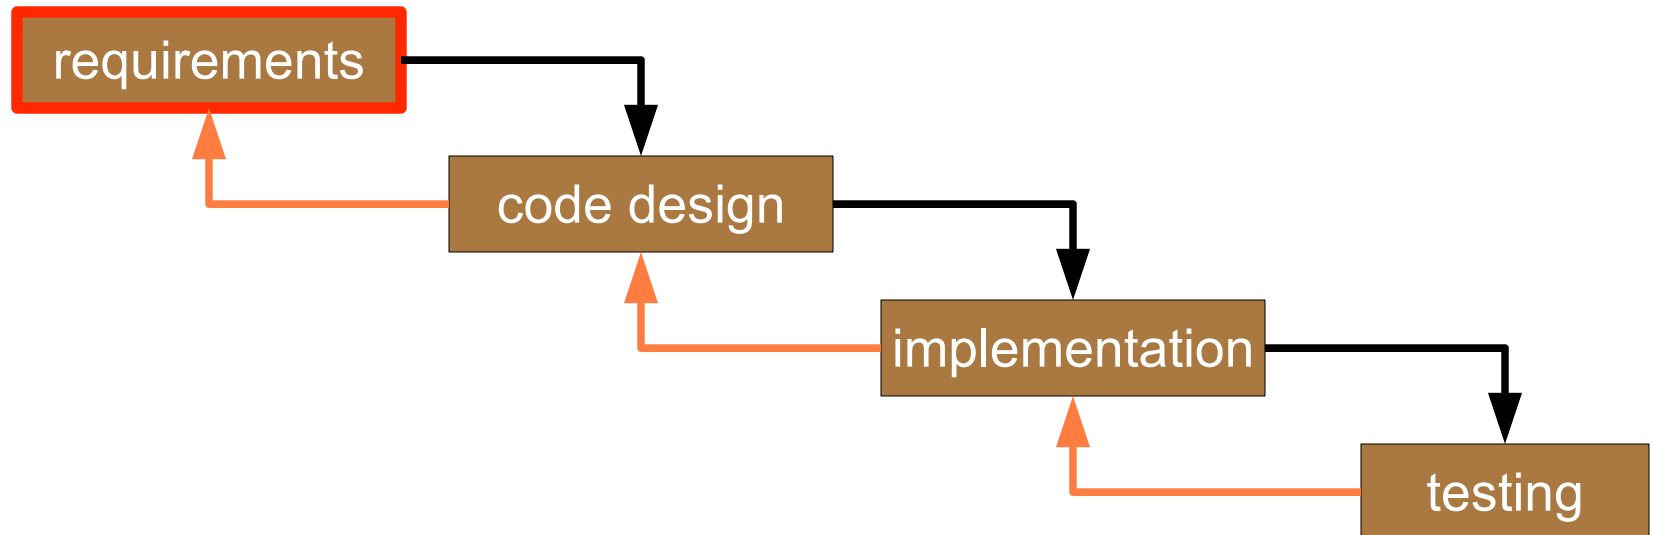 requirements
code design
implementation
testing